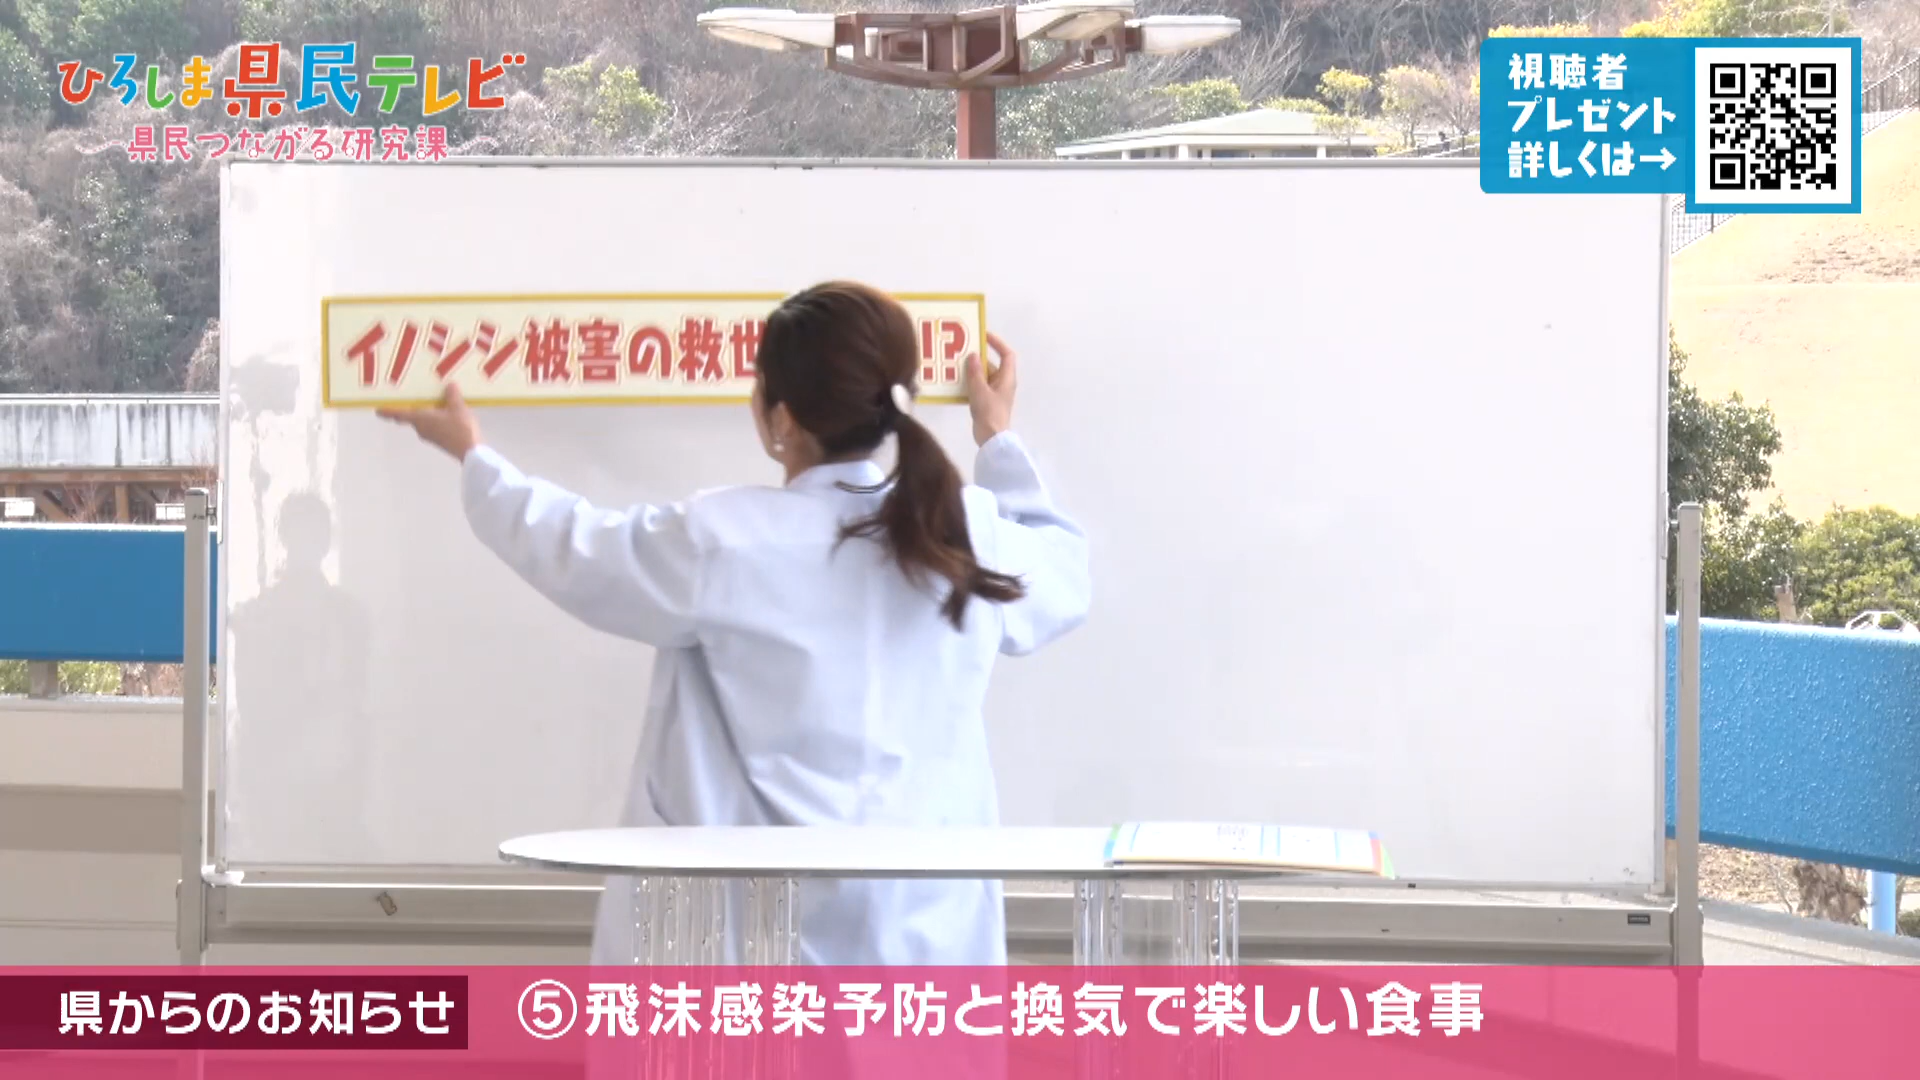 ひろしま県民テレビ
県民つながる研究課
視聴者
プレゼント
詳しくは→
イノシシ被害の救世 !?
県からのお知らせ
⑤飛沫感染予防と換気で楽しい食事